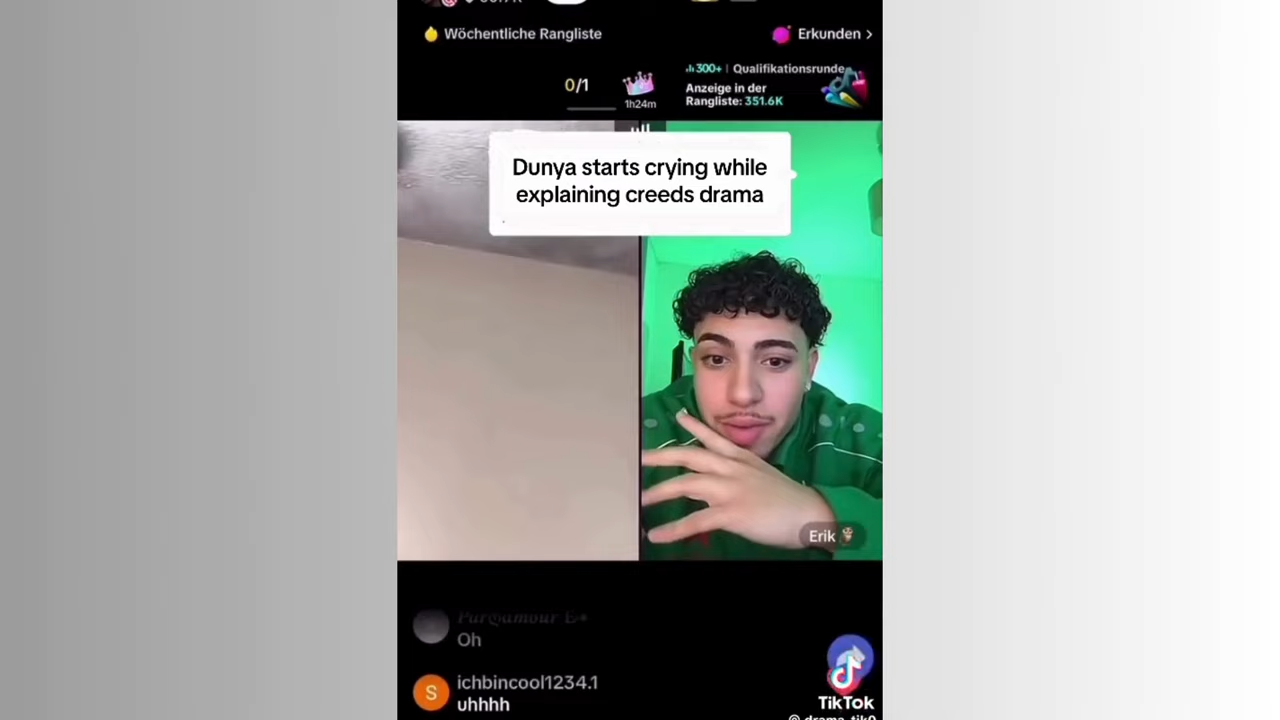 Wöchentliche Rangliste
Erkunden >
0/1
1h24m
300+ | Qualifikationsrunde
Anzeige in der
Rangliste: 351.6K
Dunya starts crying while
explaining creeds drama
Erik
Oh
ichbincool1234.1
S
uhhhh
TikTok